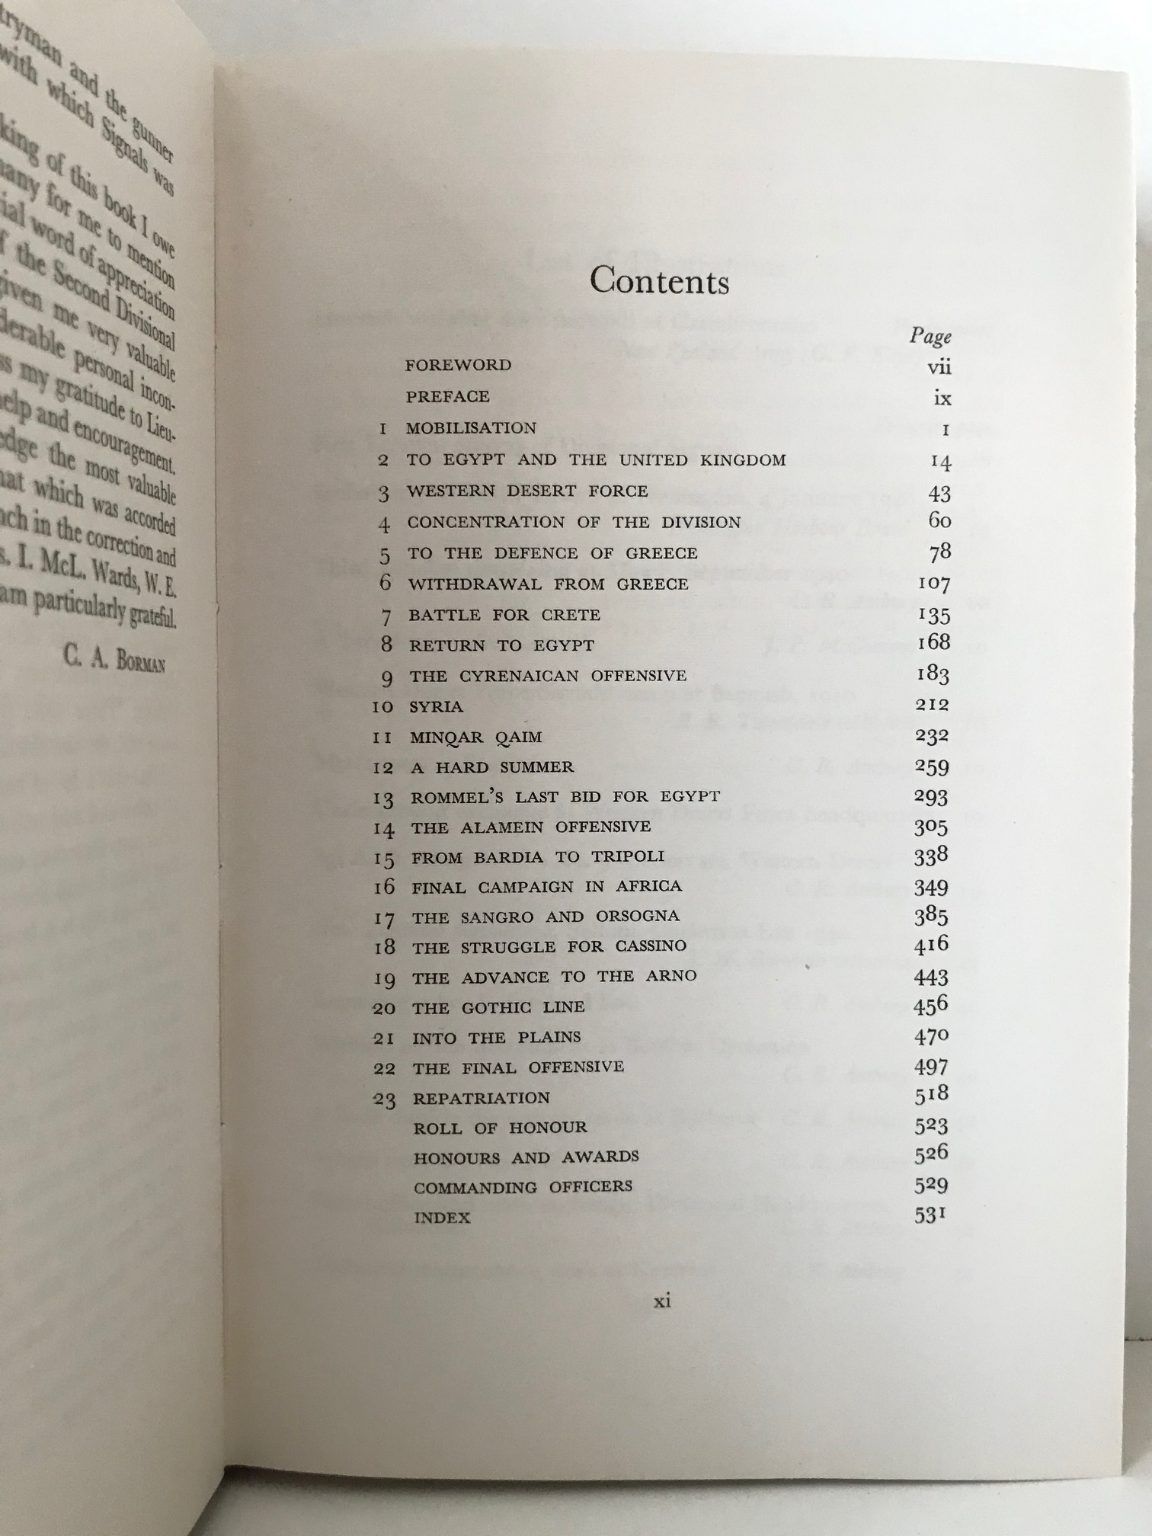 tryman and the gunner
with which Signals was
king of this book I owe
many for me to mention
cial word of appreciation
f the Second Divisional
given me very valuable
derable personal incon-
ss my gratitude to Lieu-
help and encouragement.
edge the most valuable
hat which was accorded
nch in the correction and
s. I. McL. Wards, W. E.
am particularly grateful.
C. A. BORMAN
Contents
Page
FOREWORD vii
PREFACE ix
1 MOBILISATION 1
2 TO EGYPT AND THE UNITED KINGDOM 14
3 WESTERN DESERT FORCE 43
4 CONCENTRATION OF THE DIVISION 60
5 TO THE DEFENCE OF GREECE 78
6 WITHDRAWAL FROM GREECE 107
7 BATTLE FOR CRETE 135
8 RETURN TO EGYPT 168
9 THE CYRENAICAN OFFENSIVE 183
10 SYRIA 212
11 MINQAR QAIM 232
12 A HARD SUMMER 259
13 ROMMEL'S LAST BID FOR EGYPT 293
14 THE ALAMEIN OFFENSIVE 305
15 FROM BARDIA TO TRIPOLI 338
16 FINAL CAMPAIGN IN AFRICA 349
17 THE SANGRO AND ORSOGNA 385
18 THE STRUGGLE FOR CASSINO 416
19 THE ADVANCE TO THE ARNO 443
20 THE GOTHIC LINE 456
21 INTO THE PLAINS 470
22 THE FINAL OFFENSIVE 497
23 REPATRIATION 518
ROLL OF HONOUR 523
HONOURS AND AWARDS 526
COMMANDING OFFICERS 529
INDEX 531
xi